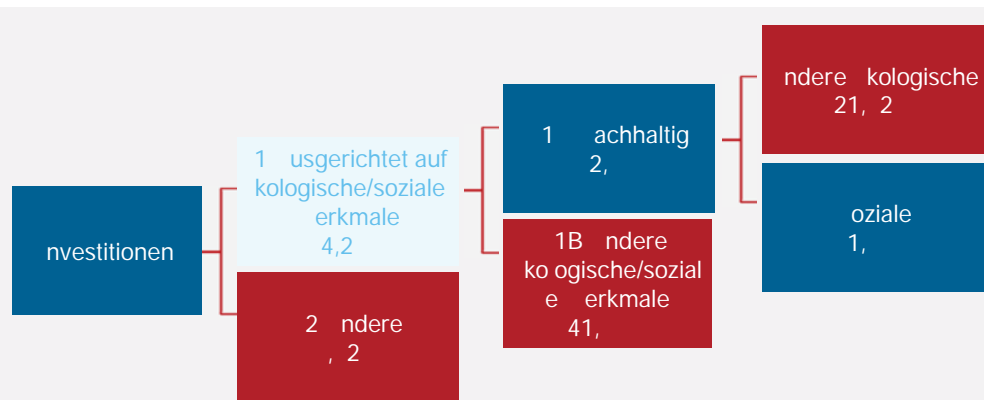 nvestitionen
1 usgerichtet auf
kologische/soziale
erkmale
4,2
2 ndere
, 2
1 achhaltig
2,
1B ndere
ko ogische/sozial
e erkmale
41,
ndere kologische
21, 2
oziale
1,